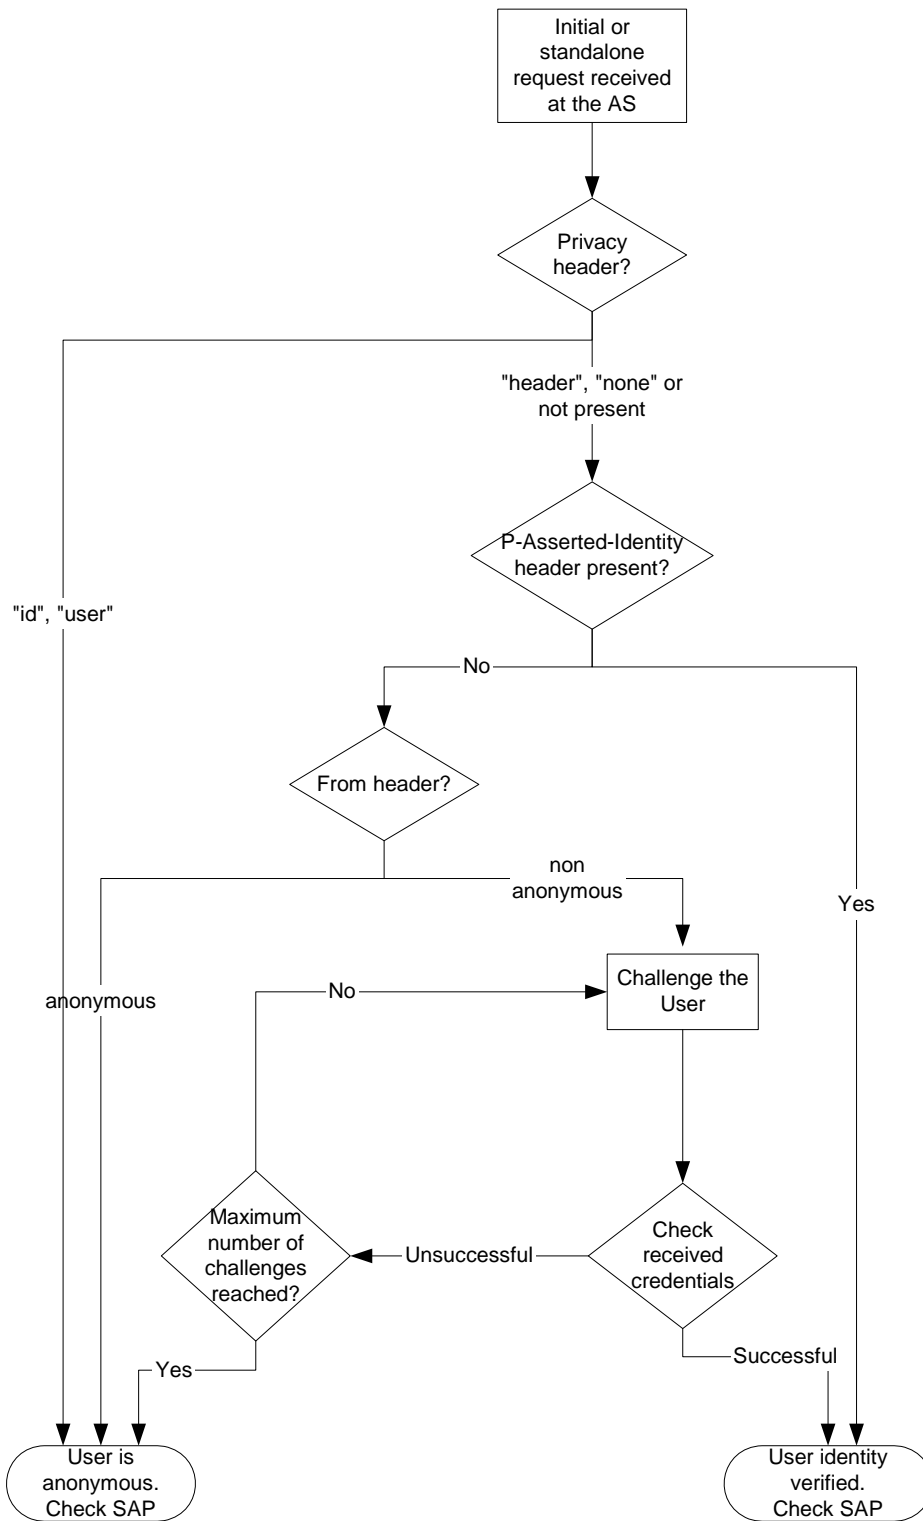 Initial or
standalone
request received
at the AS
Privacy
header?
"header", "none" or
not present
P-Asserted-Identity
header present?
"id", "user"
No
From header?
non
anonymous
Yes
Challenge the
User
No
anonymous
Maximum
number of
challenges
reached?
Unsuccessful
Check
received
credentials
Yes
Successful
User is
anonymous.
Check SAP
User identity
verified.
Check SAP